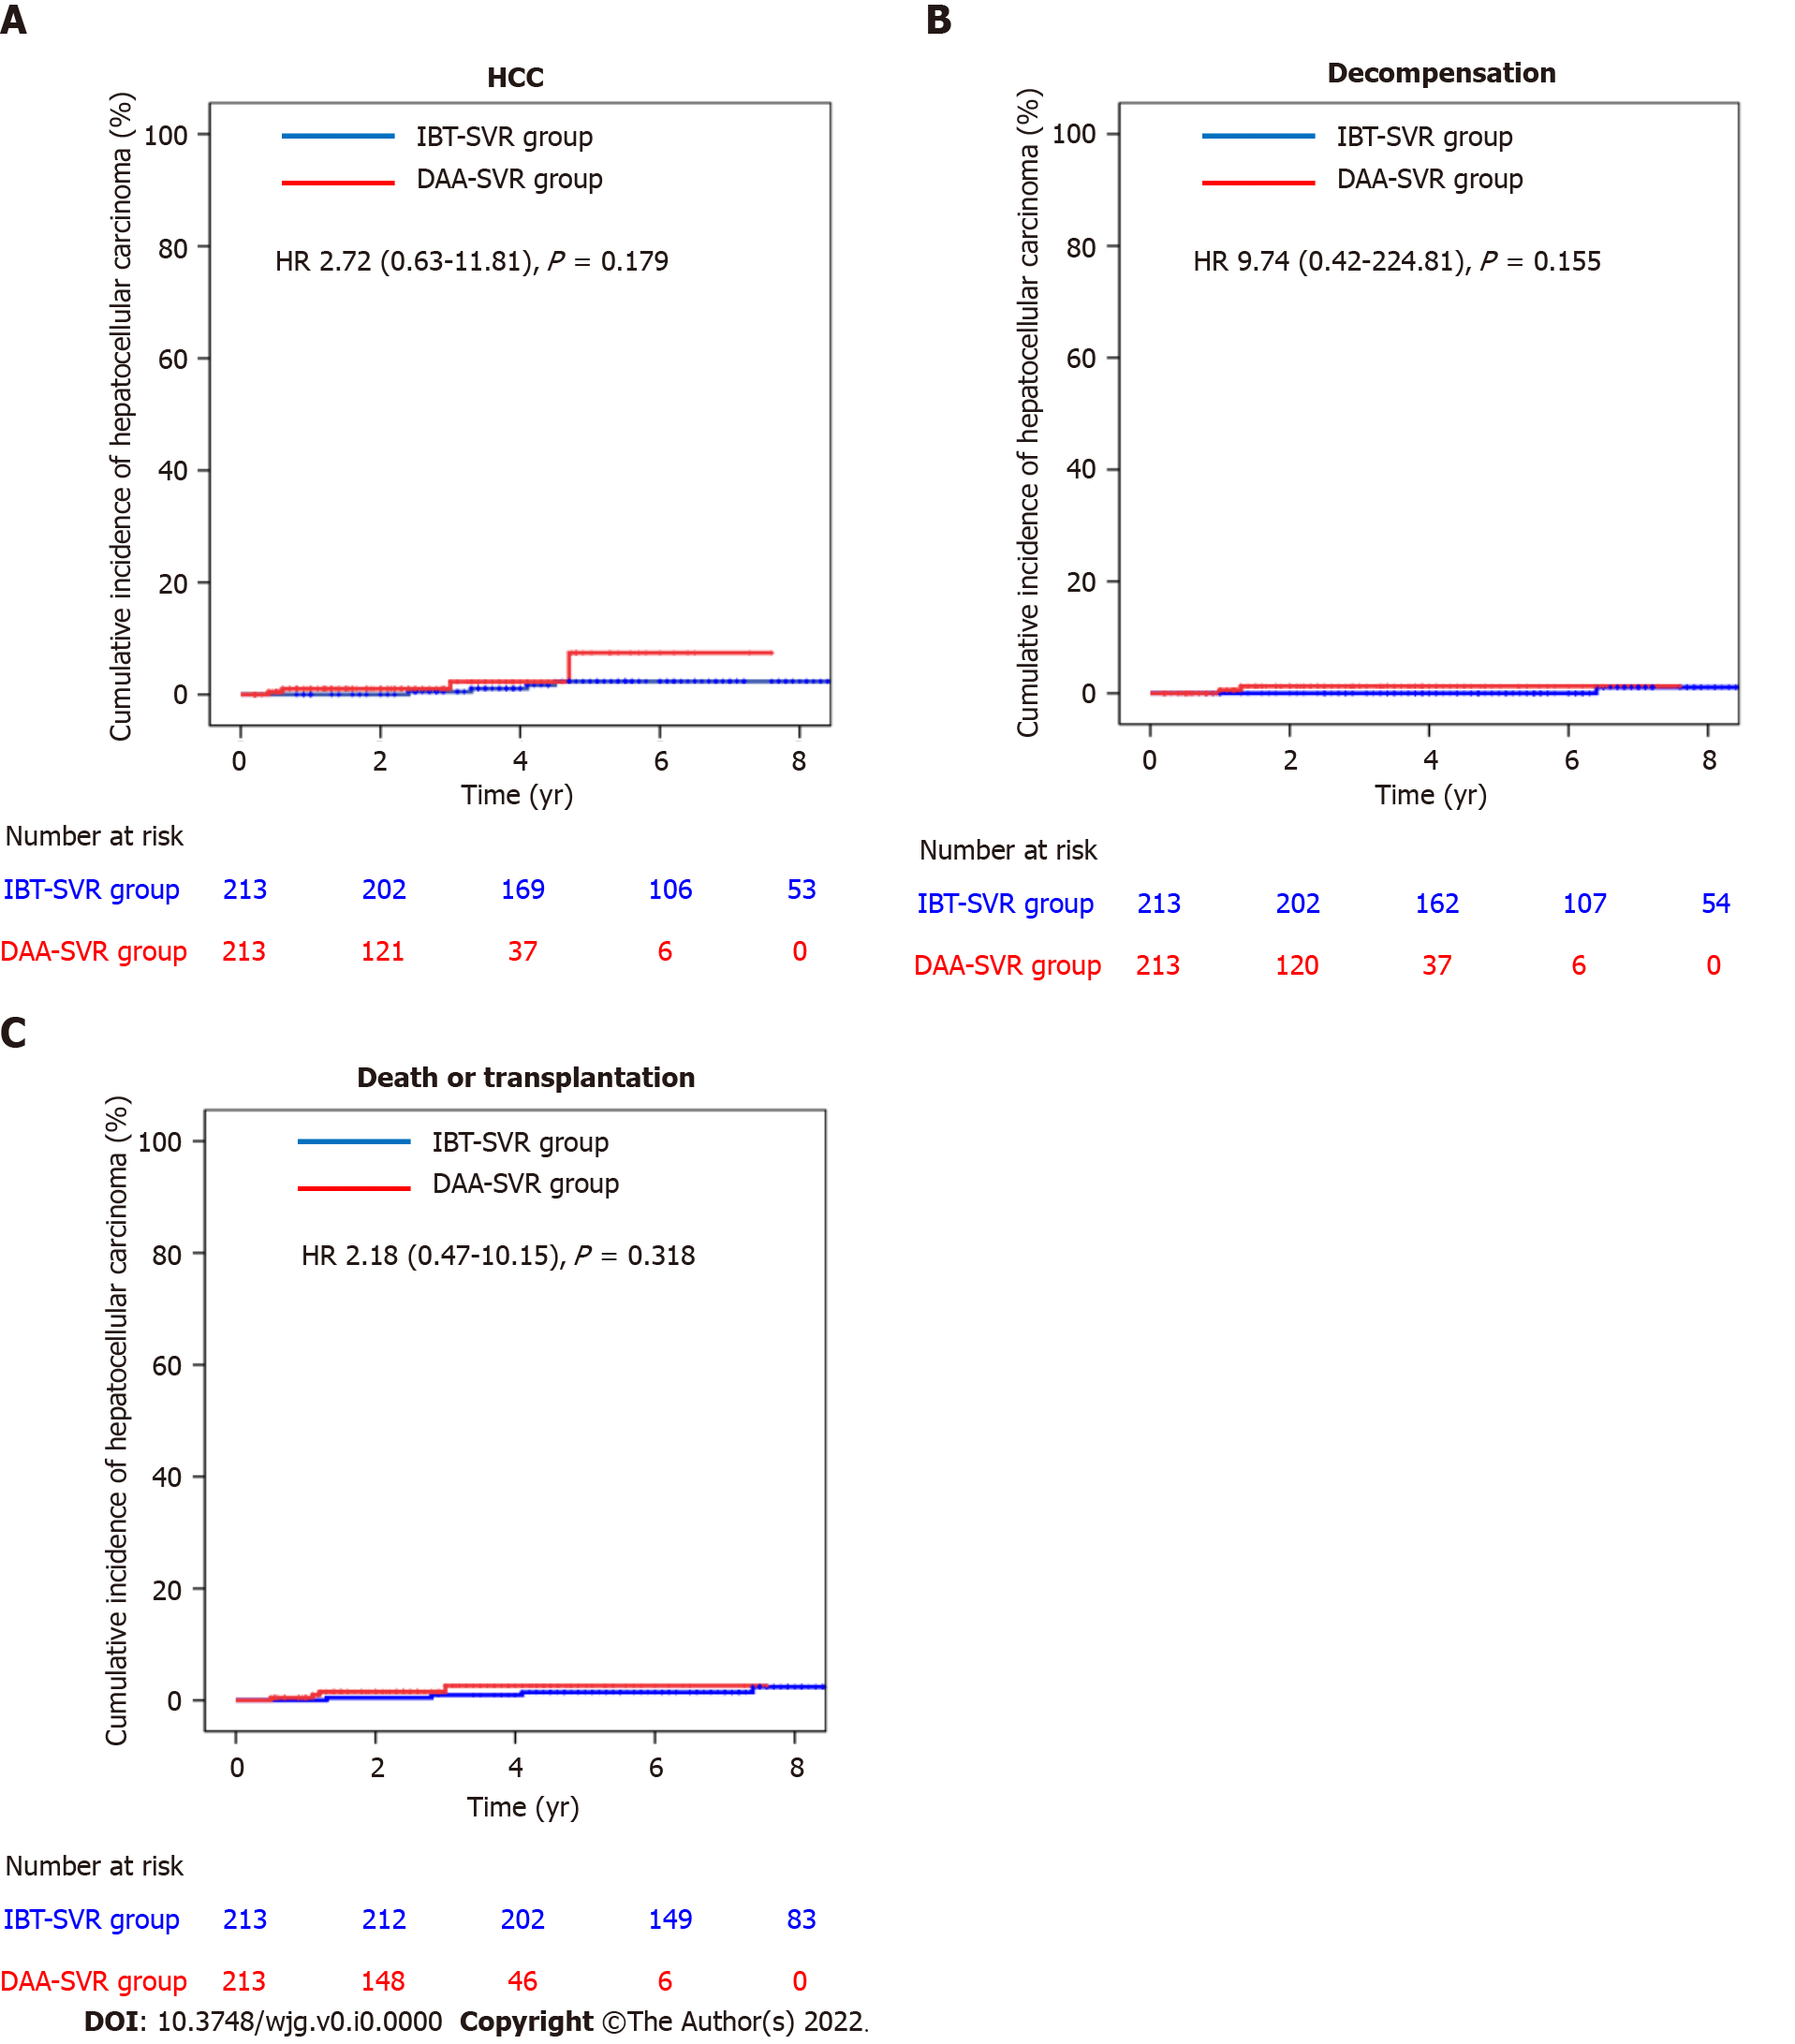 A
HCC
Cumulative incidence of hepatocellular carcinoma (%)
100
80
60
40
20
0
IBT-SVR group
DAA-SVR group
HR 2.72 (0.63-11.81), P = 0.179
0 2 4 6 8
Time (yr)
Number at risk
IBT-SVR group 213 202 169 106 53
DAA-SVR group 213 121 37 6 0
B
Decompensation
Cumulative incidence of hepatocellular carcinoma (%)
100
80
60
40
20
0
IBT-SVR group
DAA-SVR group
HR 9.74 (0.42-224.81), P = 0.155
0 2 4 6 8
Time (yr)
Number at risk
IBT-SVR group 213 202 162 107 54
DAA-SVR group 213 120 37 6 0
C
Death or transplantation
Cumulative incidence of hepatocellular carcinoma (%)
100
80
60
40
20
0
IBT-SVR group
DAA-SVR group
HR 2.18 (0.47-10.15), P = 0.318
0 2 4 6 8
Time (yr)
Number at risk
IBT-SVR group 213 212 202 149 83
DAA-SVR group 213 148 46 6 0
DOI: 10.3748/wjg.v0.i0.0000 Copyright ©The Author(s) 2022.